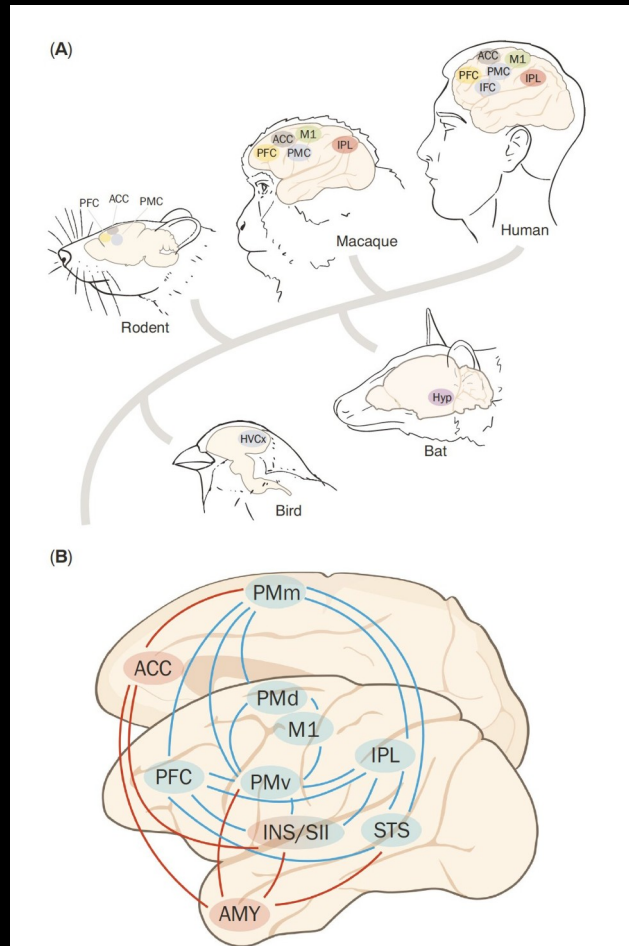 (A)
ACC
M1
PFC
PMC
IPL
IFC
Human
ACC
M1
PFC
PMC
IPL
Macaque
PFC
ACC
PMC
Rodent
Hyp
Bat
HVCx
Bird
(B)
PMm
ACC
PMd
M1
IPL
PFC
PMv
INS/SII
STS
AMY